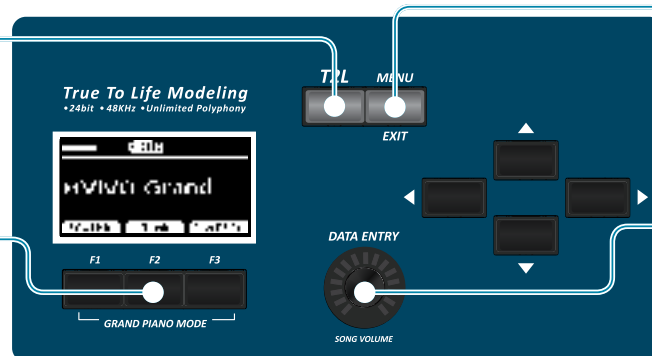 T2L MENU
True To Life Modeling
•24bit •48KHz •Unlimited Polyphony
EXIT
Grand
DATA ENTRY
F1 F2 F3
GRAND PIANO MODE
SONG VOLUME